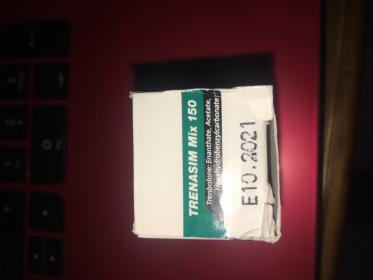 TRENASIM Mix 150
Trenbolone: Enanthate, Acetate,
Hexahydrobenzylcarbonate
E10.2021